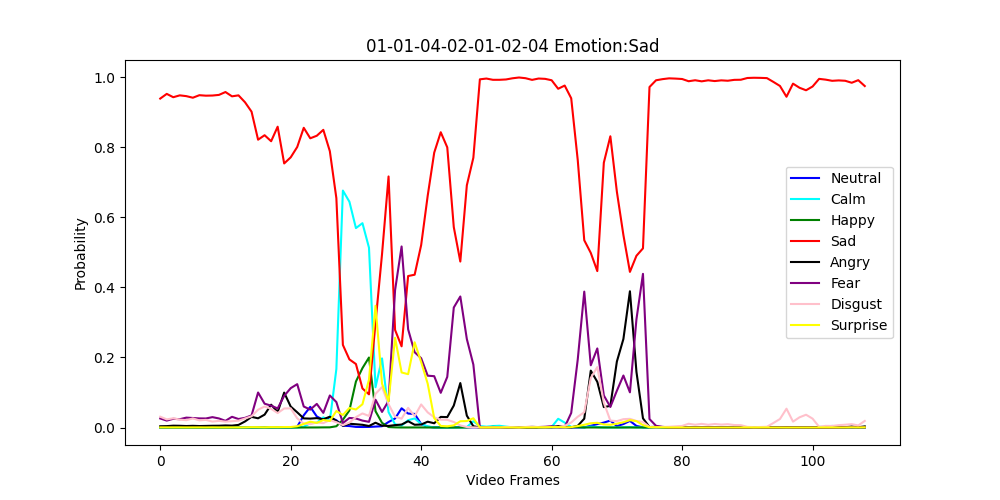 01-01-04-02-01-02-04 Emotion:Sad
Probability
1.0
0.8
0.6
0.4
0.2
0.0
Neutral
Calm
Happy
Sad
Angry
Fear
Disgust
Surprise
0 20 40 60 80 100
Video Frames